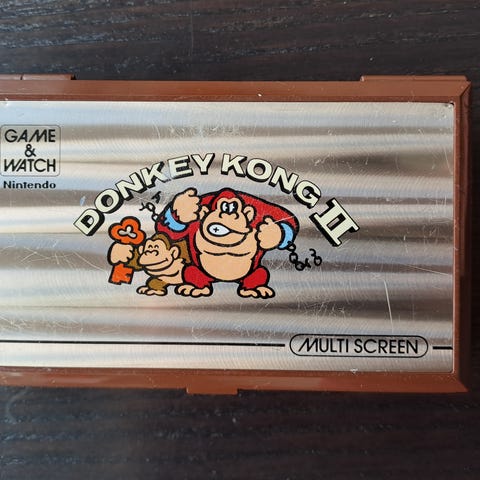 GAME
&
WATCH
Nintendo
DONKEY KONG II
MULTI SCREEN